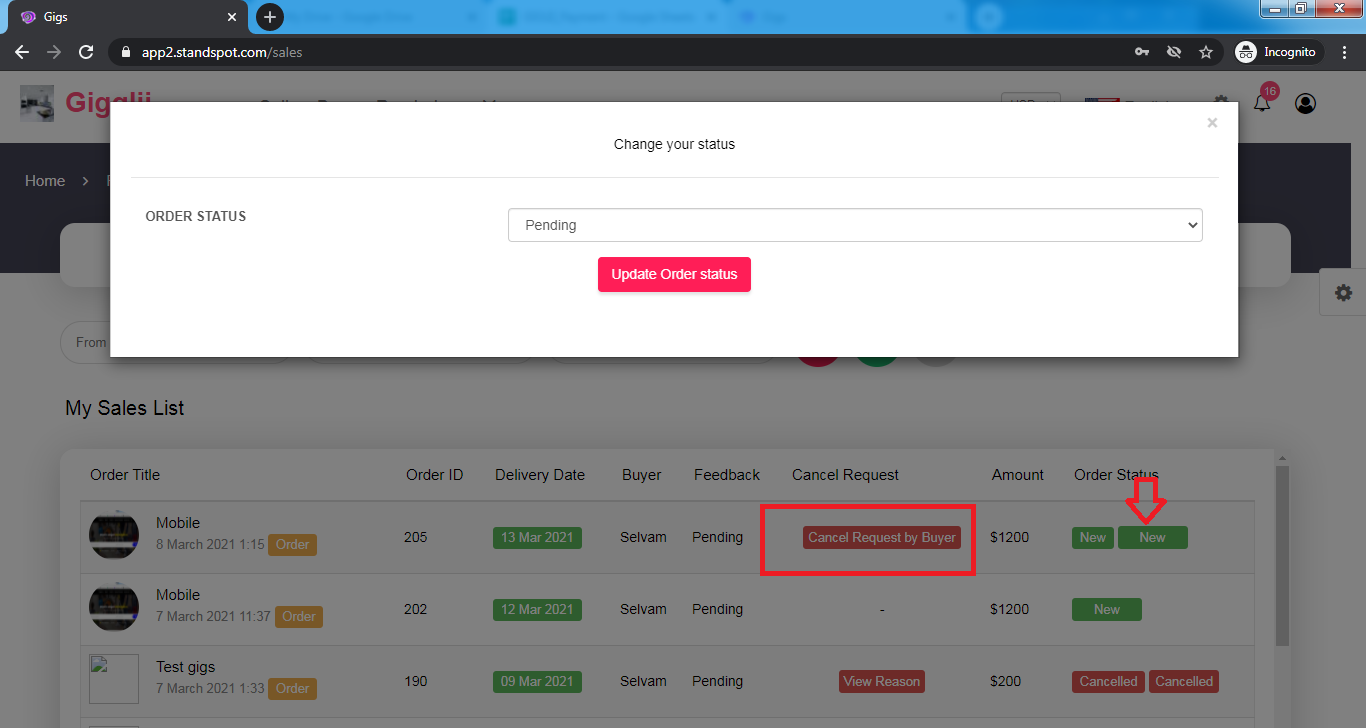 Gigs
app2.standspot.com/sales
Incognito
16
Change your status
Home
ORDER STATUS
Pending
Update Order status
From
My Sales List
Order Title Order ID Delivery Date Buyer Feedback Cancel Request Amount Order Status
Mobile
8 March 2021 1:15 Order 205 13 Mar 2021 Selvam Pending Cancel Request by Buyer $1200 New New
Mobile
7 March 2021 11:37 Order 202 12 Mar 2021 Selvam Pending - $1200 New
Test gigs
7 March 2021 1:33 Order 190 09 Mar 2021 Selvam Pending View Reason $200 Cancelled Cancelled